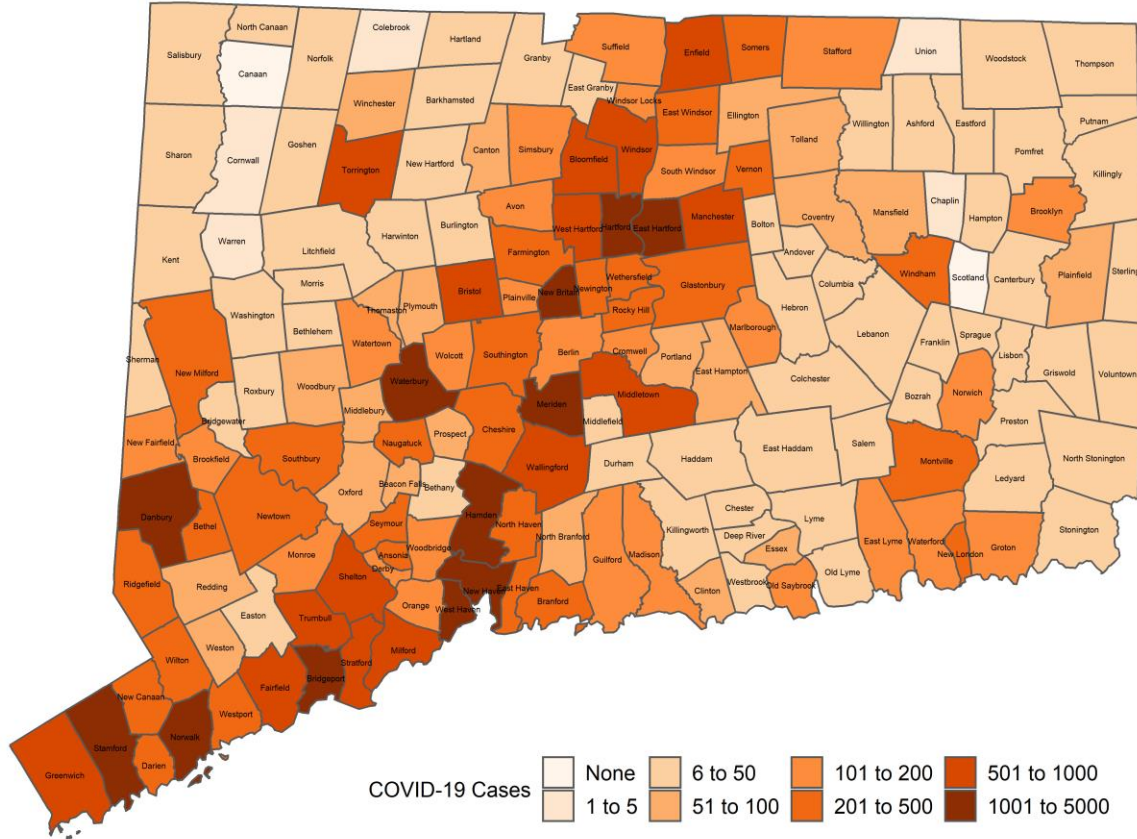 North Canaan
Colebrook
Hartland
Suffield
Enfield
Somers
Stafford
Union
Woodstock
Thompson
Salisbury
Canaan
Norfolk
Granby
East Granby
Windsor Locks
Winchester
Barkhamsted
East Windsor
Ellington
Willington
Ashford
Eastford
Putnam
Sharon
Cornwall
Goshen
Torrington
New Hartford
Canton
Simsbury
Bloomfield
Windsor
South Windsor
Vernon
Tolland
Pomfret
Killingly
Kent
Warren
Litchfield
Harwinton
Burlington
Avon
West Hartford
Hartford
East Hartford
Manchester
Bolton
Coventry
Mansfield
Chaplin
Hampton
Brooklyn
Andover
Farmington
Morris
Bristol
Plainville
New Britain
Newington
Wethersfield
Glastonbury
Columbia
Windham
Scotland
Canterbury
Plainfield
Sterling
Washington
Bethlehem
Thomaston
Plymouth
Rocky Hill
Marlborough
Hebron
Lebanon
Franklin
Sprague
Lisbon
Griswold
Voluntown
Sherman
New Milford
Roxbury
Woodbury
Watertown
Wolcott
Southington
Berlin
Cromwell
Portland
East Hampton
Colchester
Bozrah
Norwich
Preston
Bridgewater
Middlebury
Waterbury
Cheshire
Meriden
Middlefield
Middletown
New Fairfield
Brookfield
Southbury
Naugatuck
Prospect
Wallingford
Durham
Haddam
East Haddam
Salem
Montville
Ledyard
North Stonington
Danbury
Bethel
Newtown
Oxford
Beacon Falls
Bethany
Hamden
North Haven
North Branford
Guilford
Madison
Killingworth
Chester
Deep River
Essex
Lyme
East Lyme
Waterford
New London
Groton
Stonington
Ridgefield
Redding
Monroe
Seymour
Ansonia
Derby
Woodbridge
New Haven
East Haven
Branford
Clinton
Westbrook
Old Saybrook
Old Lyme
Easton
Shelton
Orange
West Haven
Wilton
Weston
Trumbull
Stratford
Milford
New Canaan
Westport
Fairfield
Bridgeport
Greenwich
Stamford
Darien
Norwalk
COVID-19 Cases
None
6 to 50
101 to 200
501 to 1000
1 to 5
51 to 100
201 to 500
1001 to 5000